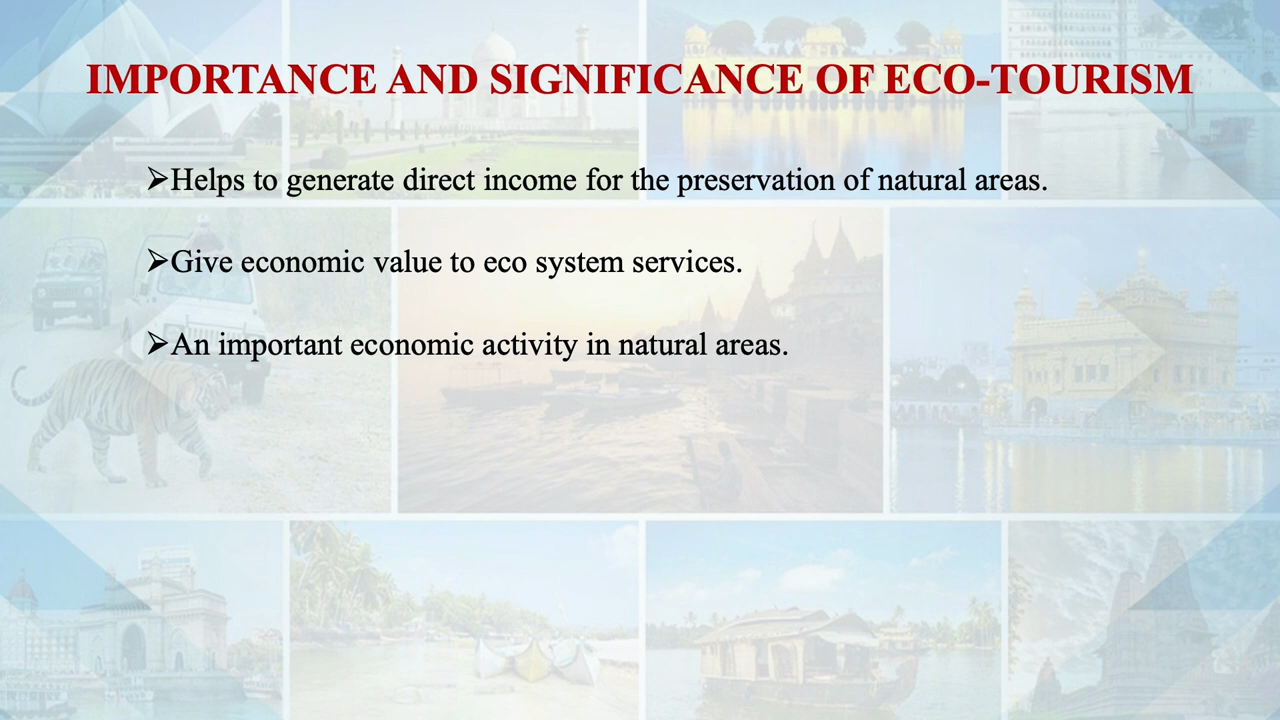 IMPORTANCE AND SIGNIFICANCE OF ECO-TOURISM
➢Helps to generate direct income for the preservation of natural areas.
➢Give economic value to eco system services.
➢An important economic activity in natural areas.